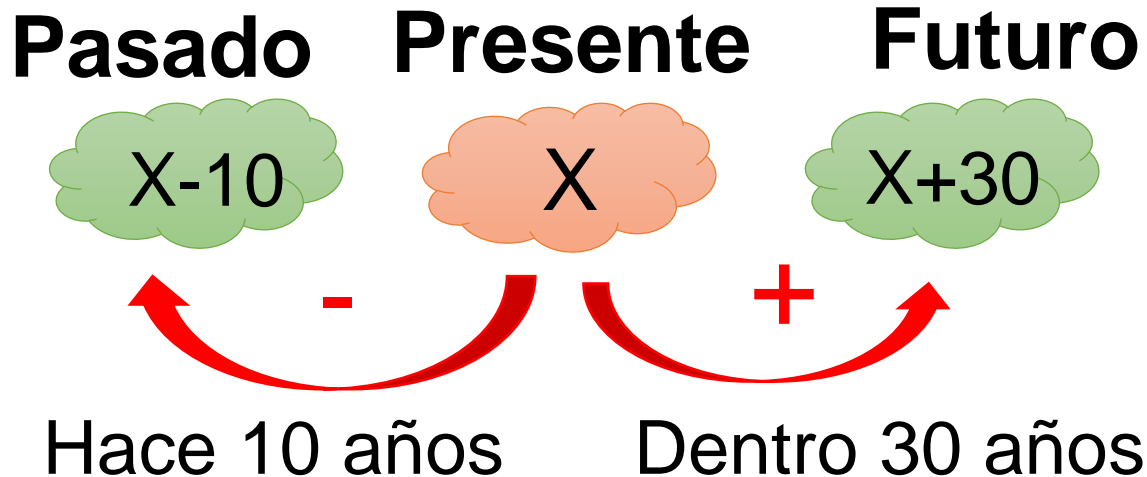 Pasado Presente Futuro
X-10 X X+30
- +
Hace 10 años Dentro 30 años